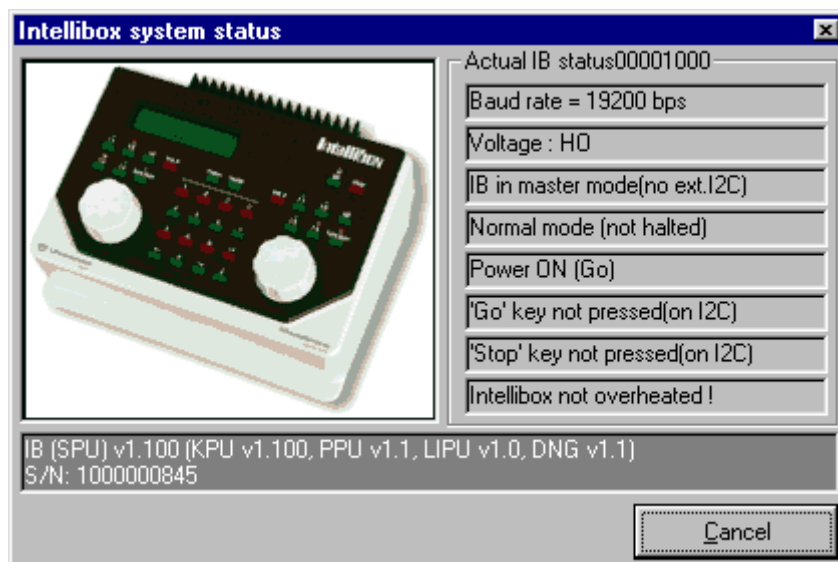 Intellibox system status
Actual IB status00001000
Baud rate = 19200 bps
Voltage : HO
IB in master mode(no ext.I2C)
Normal mode (not halted)
Power ON (Go)
'Go' key not pressed(on I2C)
'Stop' key not pressed(on I2C)
Intellibox not overheated !
Intellibox
IB (SPU) v1.100 (KPU v1.100, PPU v1.1, LIPU v1.0, DNG v1.1)
S/N: 1000000845
Cancel